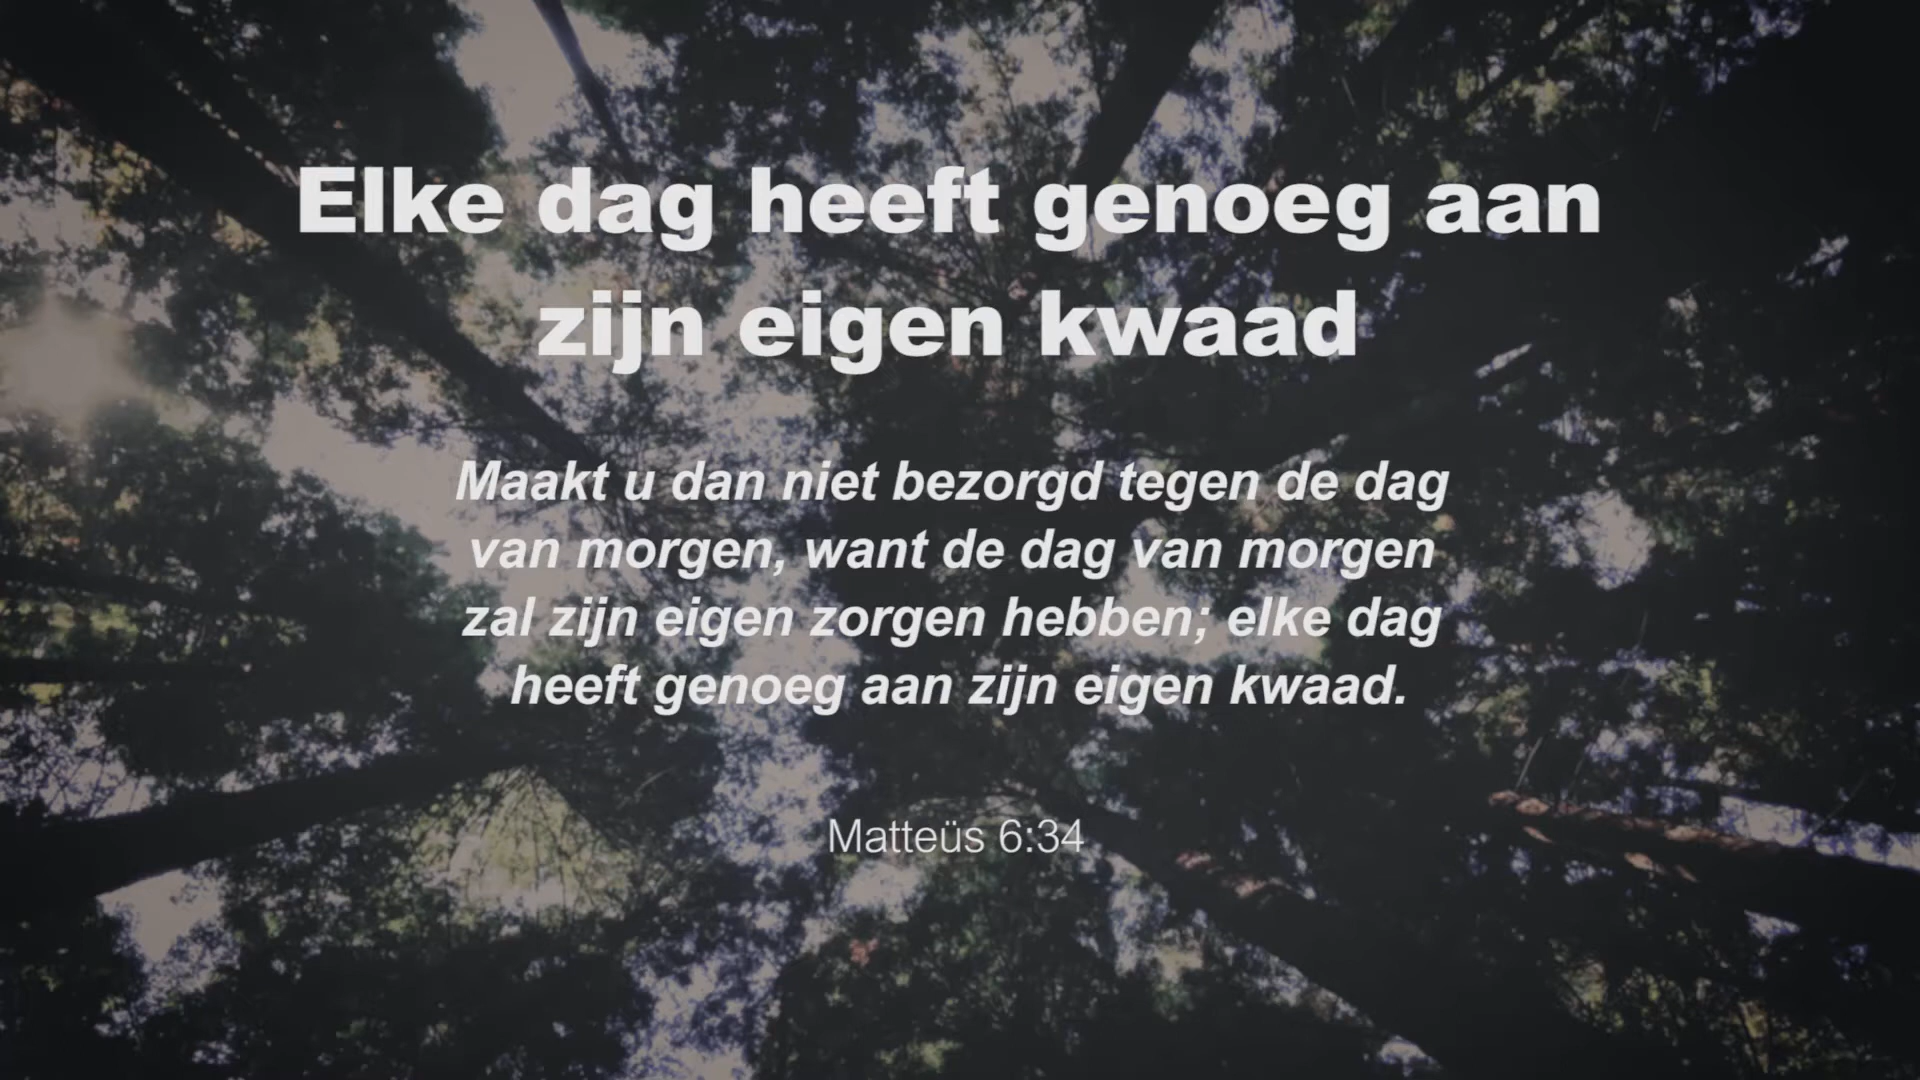 Elke dag heeft genoeg aan
zijn eigen kwaad
Maakt u dan niet bezorgd tegen de dag
van morgen, want de dag van morgen
zal zijn eigen zorgen hebben; elke dag
heeft genoeg aan zijn eigen kwaad.
Matteüs 6:34